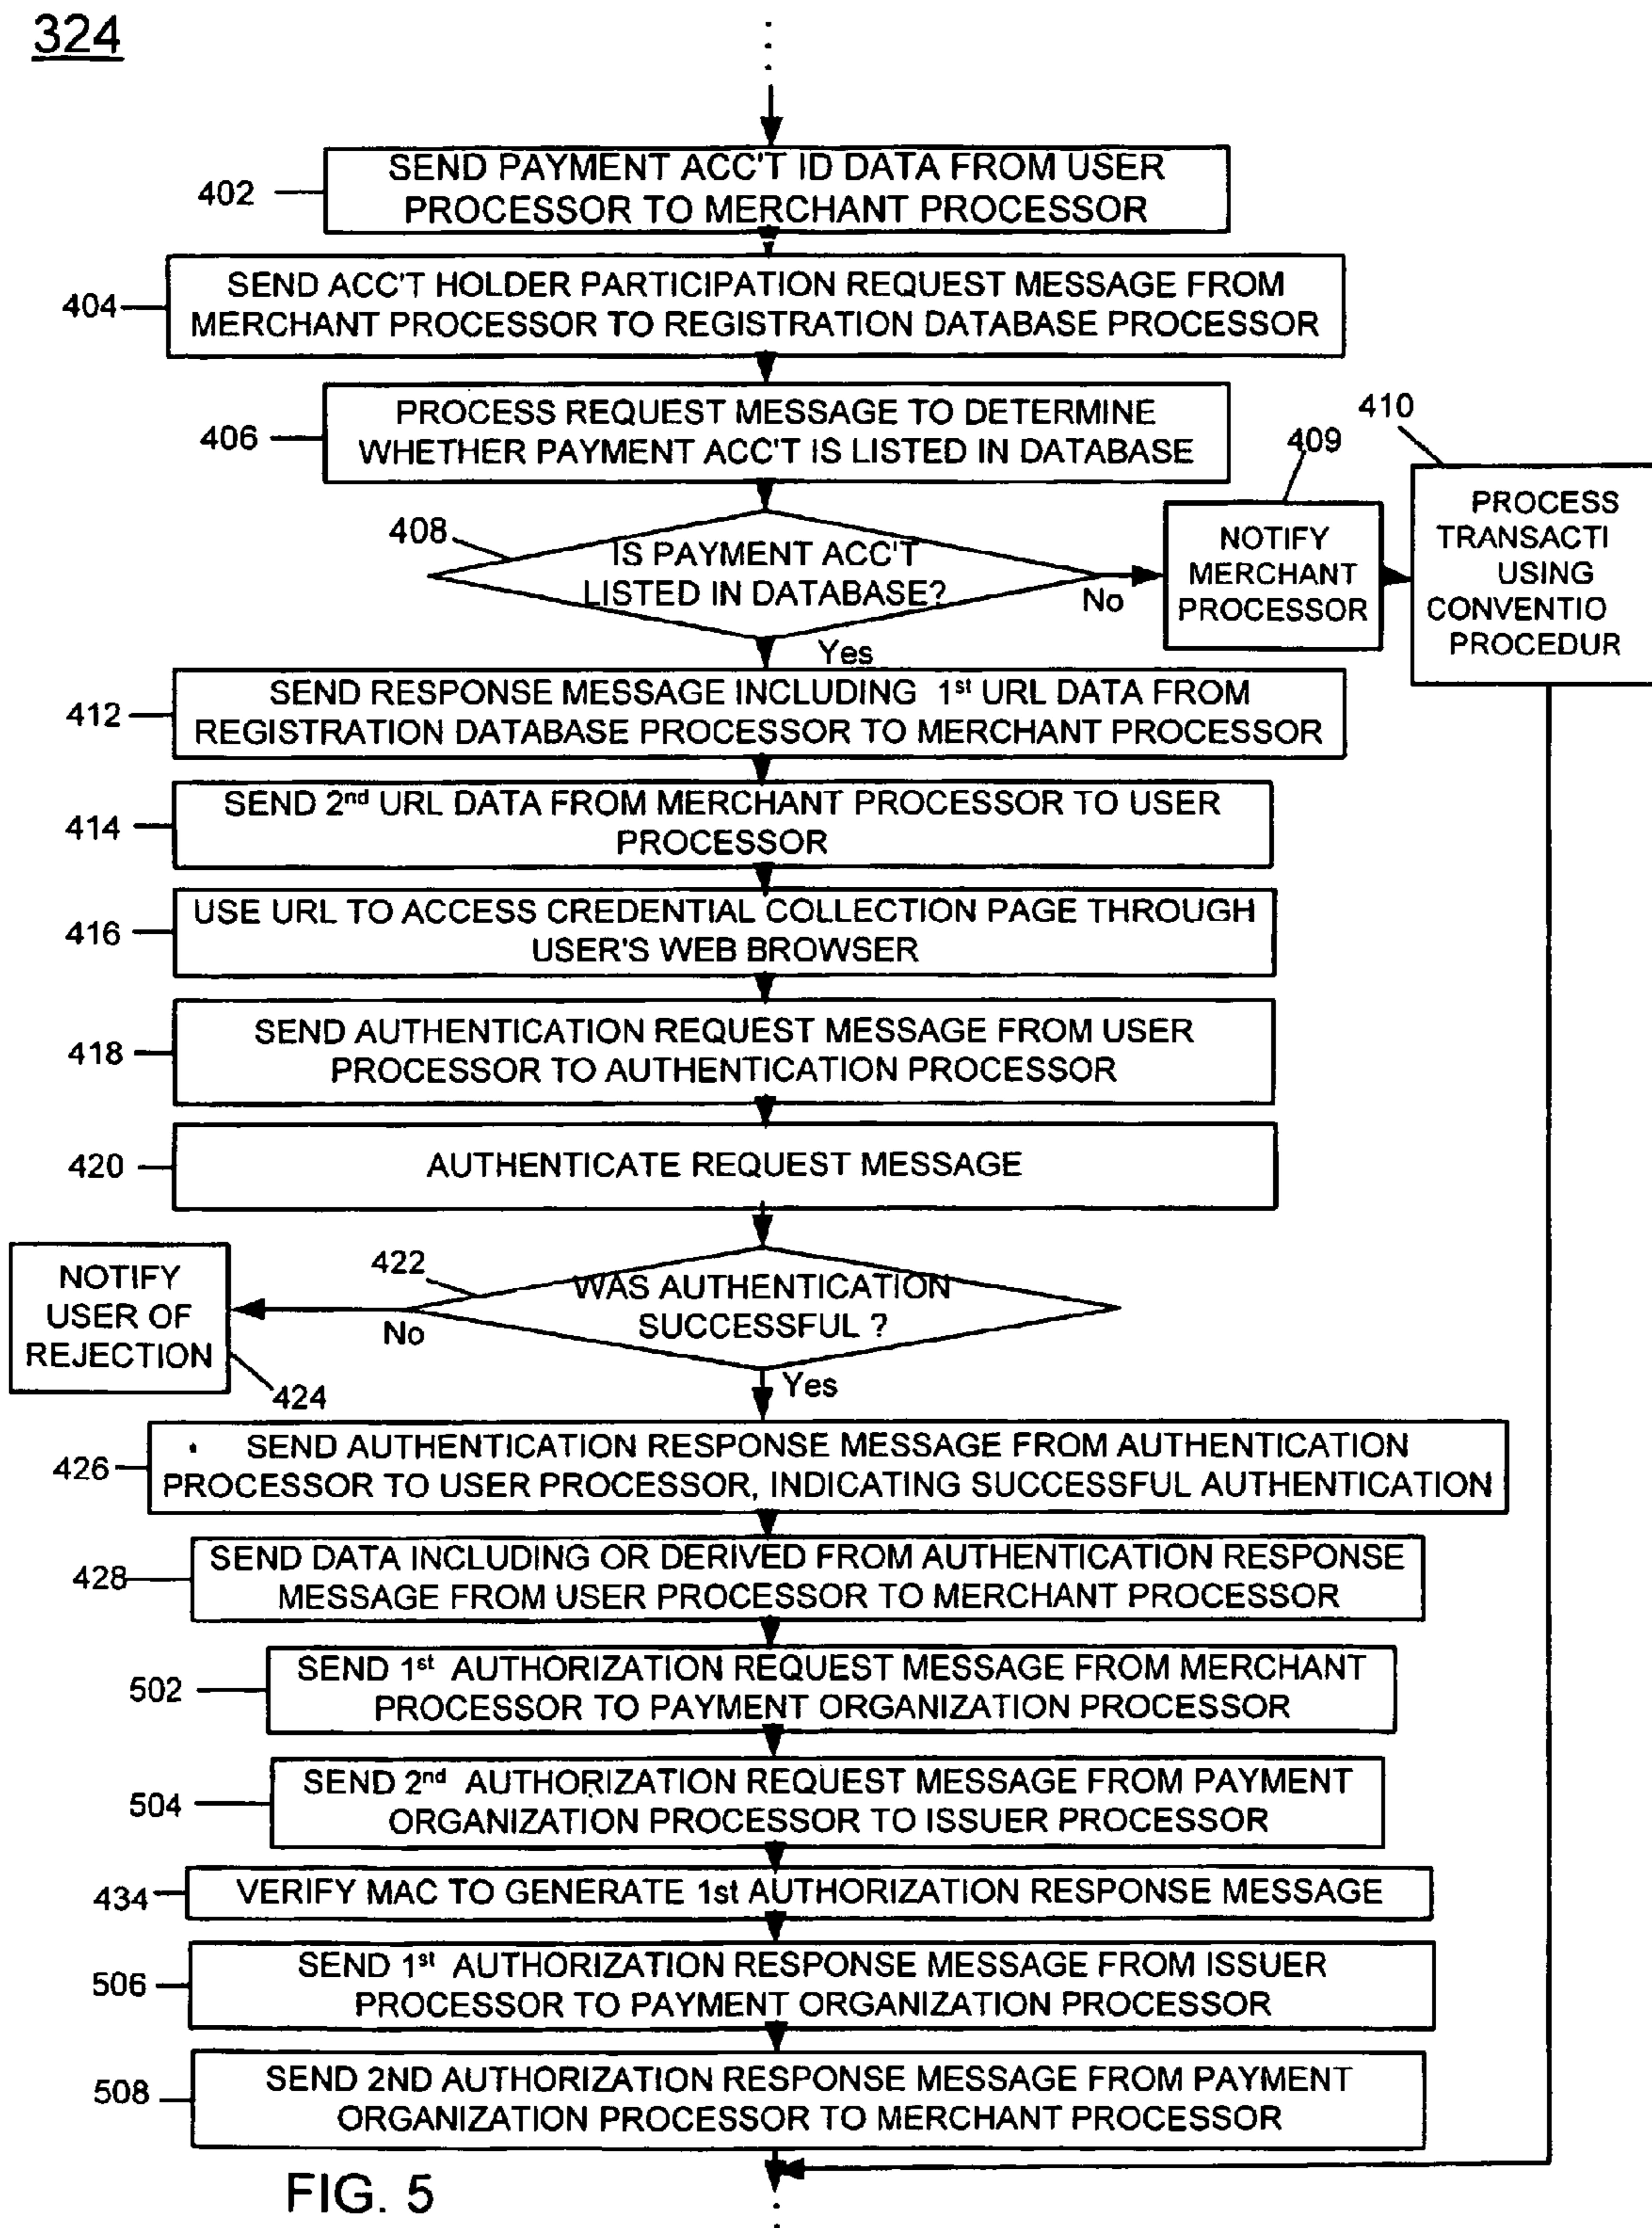 324
402
SEND PAYMENT ACC'T ID DATA FROM USER
PROCESSOR TO MERCHANT PROCESSOR
404
SEND ACC'T HOLDER PARTICIPATION REQUEST MESSAGE FROM
MERCHANT PROCESSOR TO REGISTRATION DATABASE PROCESSOR
406
PROCESS REQUEST MESSAGE TO DETERMINE
WHETHER PAYMENT ACC'T IS LISTED IN DATABASE
408
IS PAYMENT ACC'T
LISTED IN DATABASE?
No
Yes
409
NOTIFY
MERCHANT
PROCESSOR
410
PROCESS
TRANSACTI
USING
CONVENTIO
PROCEDUR
412
SEND RESPONSE MESSAGE INCLUDING 1st URL DATA FROM
REGISTRATION DATABASE PROCESSOR TO MERCHANT PROCESSOR
414
SEND 2nd URL DATA FROM MERCHANT PROCESSOR TO USER
PROCESSOR
416
USE URL TO ACCESS CREDENTIAL COLLECTION PAGE THROUGH
USER'S WEB BROWSER
418
SEND AUTHENTICATION REQUEST MESSAGE FROM USER
PROCESSOR TO AUTHENTICATION PROCESSOR
420
AUTHENTICATE REQUEST MESSAGE
422
WAS AUTHENTICATION
SUCCESSFUL ?
No
Yes
NOTIFY
USER OF
REJECTION
424
426
SEND AUTHENTICATION RESPONSE MESSAGE FROM AUTHENTICATION
PROCESSOR TO USER PROCESSOR, INDICATING SUCCESSFUL AUTHENTICATION
428
SEND DATA INCLUDING OR DERIVED FROM AUTHENTICATION RESPONSE
MESSAGE FROM USER PROCESSOR TO MERCHANT PROCESSOR
502
SEND 1st AUTHORIZATION REQUEST MESSAGE FROM MERCHANT
PROCESSOR TO PAYMENT ORGANIZATION PROCESSOR
504
SEND 2nd AUTHORIZATION REQUEST MESSAGE FROM PAYMENT
ORGANIZATION PROCESSOR TO ISSUER PROCESSOR
434
VERIFY MAC TO GENERATE 1st AUTHORIZATION RESPONSE MESSAGE
506
SEND 1st AUTHORIZATION RESPONSE MESSAGE FROM ISSUER
PROCESSOR TO PAYMENT ORGANIZATION PROCESSOR
508
SEND 2ND AUTHORIZATION RESPONSE MESSAGE FROM PAYMENT
ORGANIZATION PROCESSOR TO MERCHANT PROCESSOR
FIG. 5